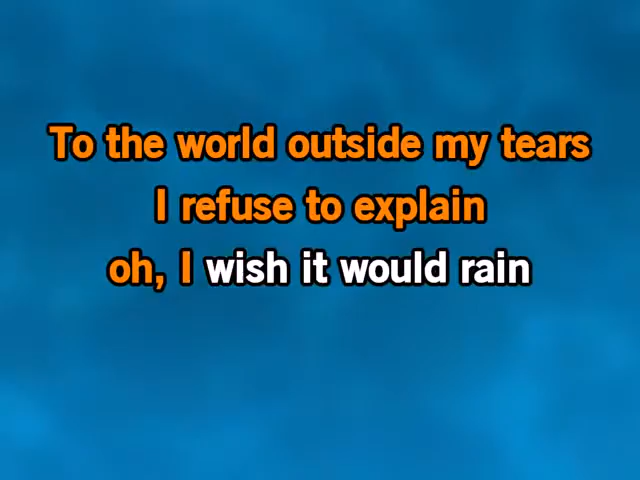 To the world outside my tears
I refuse to explain
oh, I wish it would rain